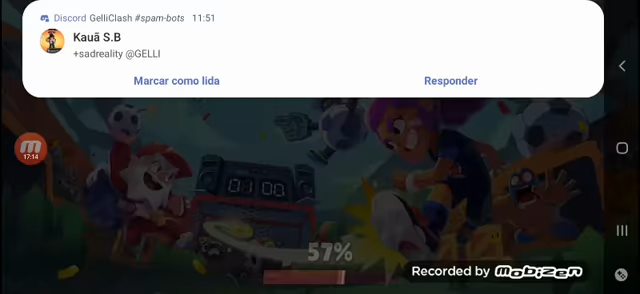 Discord GelliClash #spam-bots 11:51
Kauã S.B
+sadreality @GELLI
Marcar como lida Responder
17:14
01:00
57%
Recorded by mobizen